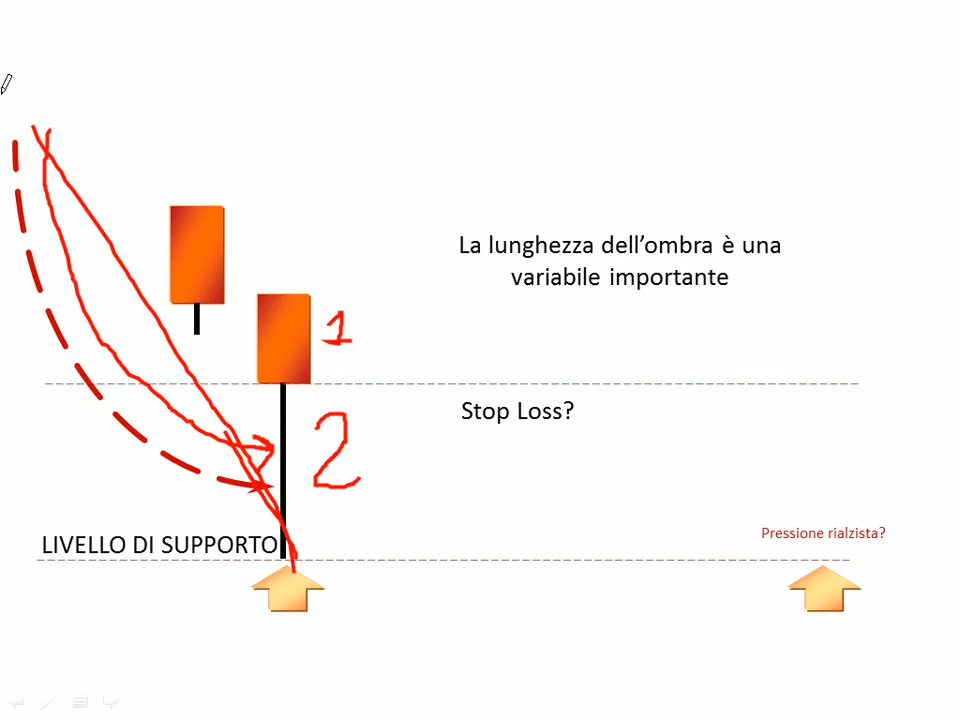 La lunghezza dell'ombra è una
variabile importante
1
Stop Loss?
2
Pressione rialzista?
LIVELLO DI SUPPORTO